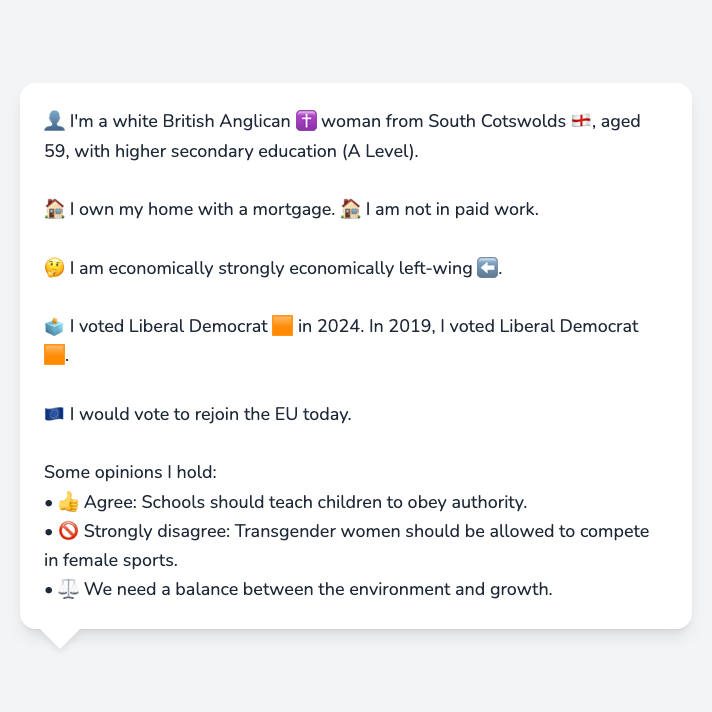 👤 I'm a white British Anglican ✝️ woman from South Cotswolds 🏴󠁧󠁢󠁥󠁮󠁧󠁿, aged
59, with higher secondary education (A Level).
🏠 I own my home with a mortgage. 🏠 I am not in paid work.
🤔 I am economically strongly economically left-wing ⬅️.
🗳️ I voted Liberal Democrat 🟧 in 2024. In 2019, I voted Liberal Democrat
🟧.
🇪🇺 I would vote to rejoin the EU today.
Some opinions I hold:
• 👍 Agree: Schools should teach children to obey authority.
• 🚫 Strongly disagree: Transgender women should be allowed to compete
in female sports.
• ⚖️ We need a balance between the environment and growth.